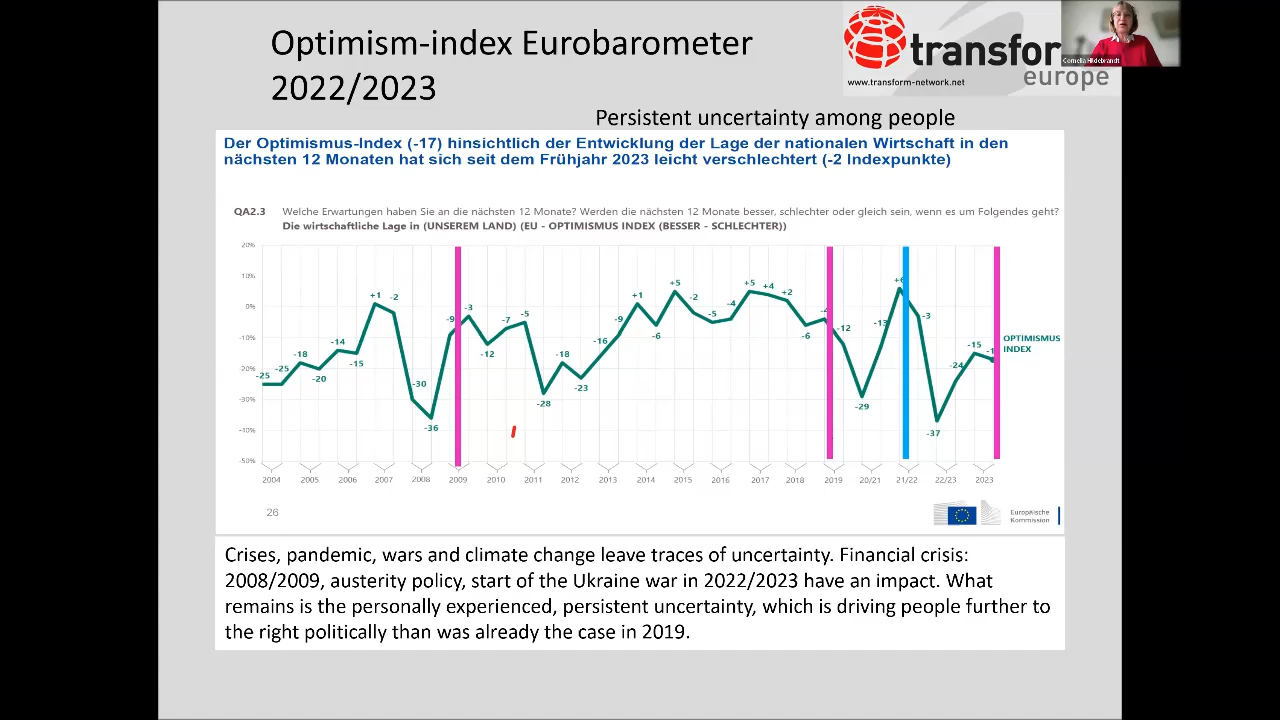 Optimism-index Eurobarometer
2022/2023
transfor
europe
www.transform-network.net
Cornelia Hildebrandt
Persistent uncertainty among people
Der Optimismus-Index (-17) hinsichtlich der Entwicklung der Lage der nationalen Wirtschaft in den
nächsten 12 Monaten hat sich seit dem Frühjahr 2023 leicht verschlechtert (-2 Indexpunkte)
QA2.3 Welche Erwartungen haben Sie an die nächsten 12 Monate? Werden die nächsten 12 Monate besser, schlechter oder gleich sein, wenn es um Folgendes geht?
Die wirtschaftliche Lage in (UNSEREM LAND) (EU - OPTIMISMUS INDEX (BESSER - SCHLECHTER))
20%
10%
0%
-10%
-20%
-30%
-40%
-50%
-25 -25 -18 -20 -14 -15 +1 -2 -30 -36 -9 -3 -12 -7 -5 -28 -18 -23 -16 -9 +1 -6 +5 -2 -5 -4 +5 +4 +2 -6 -4 -12 -29 -13 +6 -3 -37 -24 -15
OPTIMISMUS
INDEX
2004 2005 2006 2007 2008 2009 2010 2011 2012 2013 2014 2015 2016 2017 2018 2019 20/21 21/22 22/23 2023
26
Europäische
Kommission
Crises, pandemic, wars and climate change leave traces of uncertainty. Financial crisis:
2008/2009, austerity policy, start of the Ukraine war in 2022/2023 have an impact. What
remains is the personally experienced, persistent uncertainty, which is driving people further to
the right politically than was already the case in 2019.